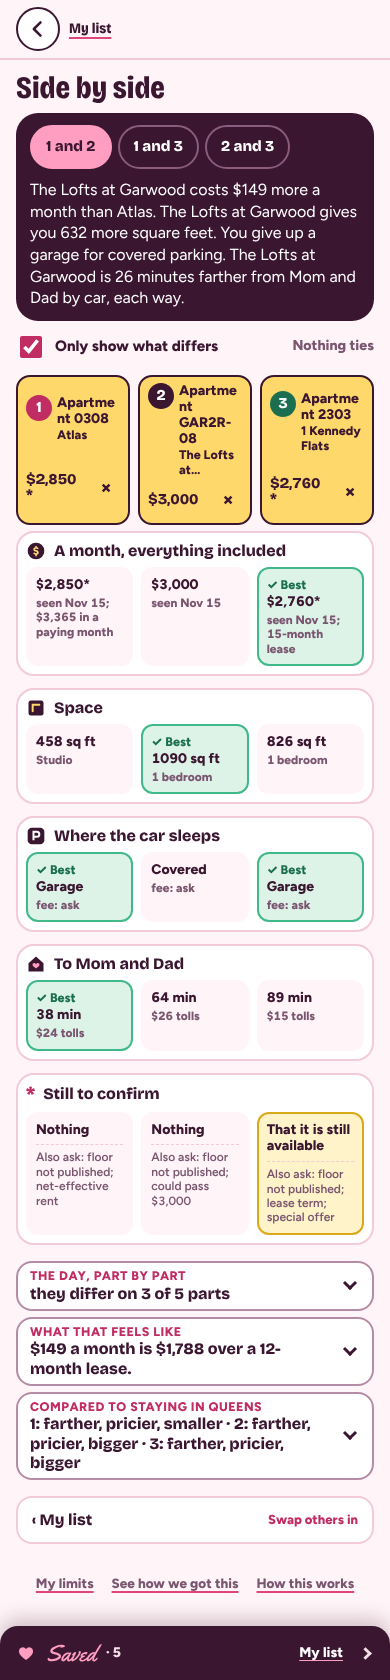 My list
Side by side
1 and 2
1 and 3
2 and 3
The Lofts at Garwood costs $149 more a
month than Atlas. The Lofts at Garwood gives
you 632 more square feet. You give up a
garage for covered parking. The Lofts at
Garwood is 26 minutes farther from Mom and
Dad by car, each way.
Only show what differs
Nothing ties
1
Apartme
nt 0308
Atlas
$2,850
*
×
2
Apartme
nt
GAR2R-
08
The Lofts
at...
$3,000
×
3
Apartme
nt 2303
1 Kennedy
Flats
$2,760
*
×
$ A month, everything included
$2,850*
seen Nov 15;
$3,365 in a
paying month
$3,000
seen Nov 15
✓ Best
$2,760*
seen Nov 15;
15-month
lease
Space
458 sq ft
Studio
✓ Best
1090 sq ft
1 bedroom
826 sq ft
1 bedroom
P Where the car sleeps
✓ Best
Garage
fee: ask
Covered
fee: ask
✓ Best
Garage
fee: ask
To Mom and Dad
✓ Best
38 min
$24 tolls
64 min
$26 tolls
89 min
$15 tolls
* Still to confirm
Nothing
Also ask: floor
not published;
net-effective
rent
Nothing
Also ask: floor
not published;
could pass
$3,000
That it is still
available
Also ask: floor
not published;
lease term;
special offer
THE DAY, PART BY PART
they differ on 3 of 5 parts
WHAT THAT FEELS LIKE
$149 a month is $1,788 over a 12-
month lease.
COMPARED TO STAYING IN QUEENS
1: farther, pricier, smaller · 2: farther,
pricier, bigger · 3: farther, pricier,
bigger
‹ My list
Swap others in
My limits
See how we got this
How this works
Saved · 5
My list